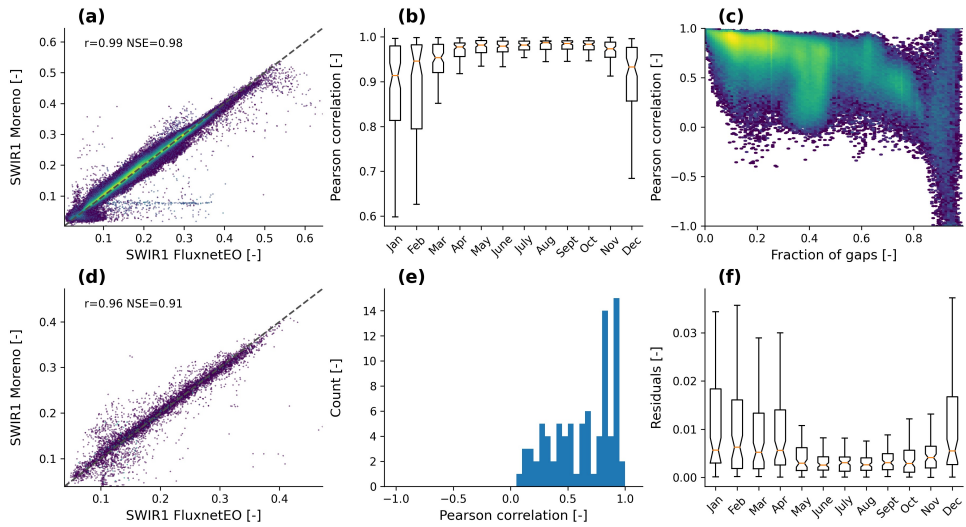 (a)
r=0.99 NSE=0.98
SWIR1 Moreno [-]
0.6
0.5
0.4
0.3
0.2
0.1
0.1 0.2 0.3 0.4 0.5 0.6
SWIR1 FluxnetEO [-]
(b)
Pearson correlation [-]
1.0
0.9
0.8
0.7
0.6
Jan Feb Mar Apr May June July Aug Sept Oct Nov Dec
(c)
Pearson correlation [-]
1.0
0.5
0.0
−0.5
−1.0
0.0 0.2 0.4 0.6 0.8
Fraction of gaps [-]
(d)
r=0.96 NSE=0.91
SWIR1 Moreno [-]
0.4
0.3
0.2
0.1
0.1 0.2 0.3 0.4
SWIR1 FluxnetEO [-]
(e)
Count [-]
14
12
10
8
6
4
2
0
−1.0 −0.5 0.0 0.5 1.0
Pearson correlation [-]
(f)
Residuals [-]
0.03
0.02
0.01
0.00
Jan Feb Mar Apr May June July Aug Sept Oct Nov Dec